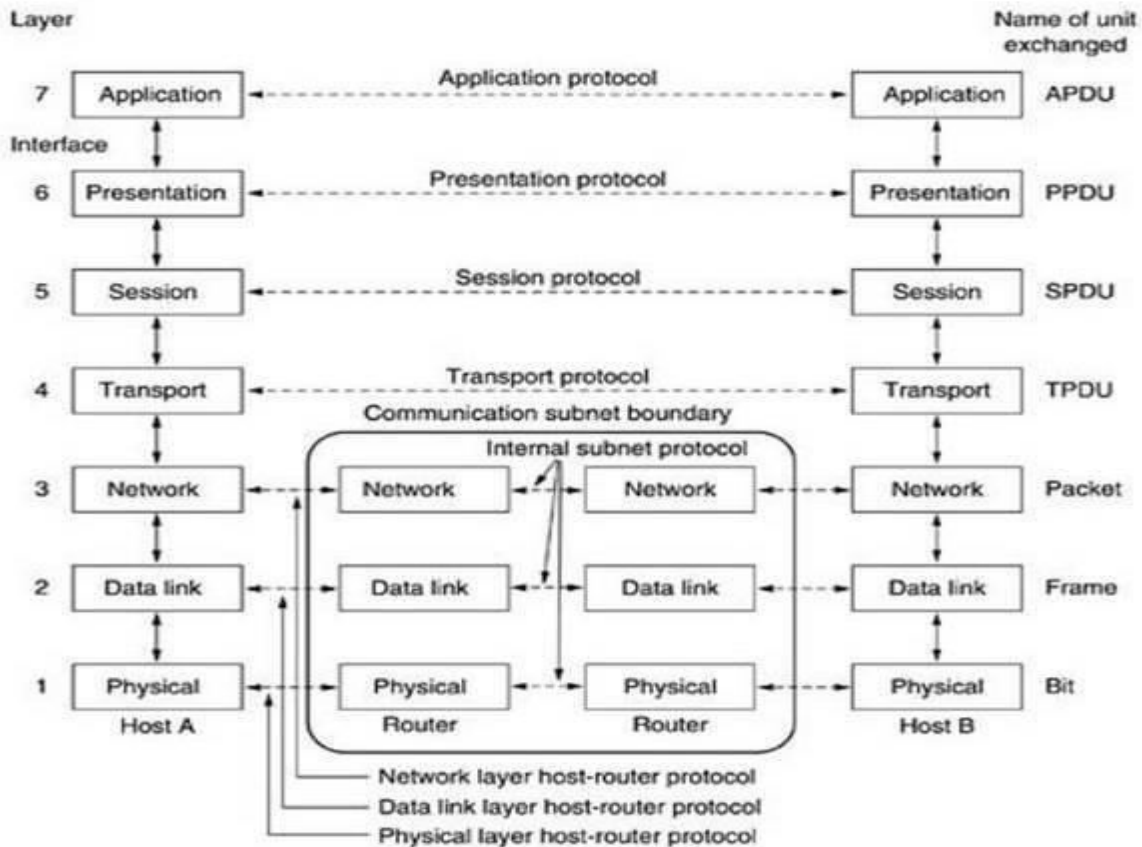 Layer
Name of unit
exchanged
7 Application Application protocol Application APDU
Interface
6 Presentation Presentation protocol Presentation PPDU
5 Session Session protocol Session SPDU
4 Transport Transport protocol Transport TPDU
Communication subnet boundary
Internal subnet protocol
3 Network Network Network Network Packet
2 Data link Data link Data link Data link Frame
1 Physical Physical Physical Physical Bit
Host A Router Router Host B
Network layer host-router protocol
Data link layer host-router protocol
Physical layer host-router protocol